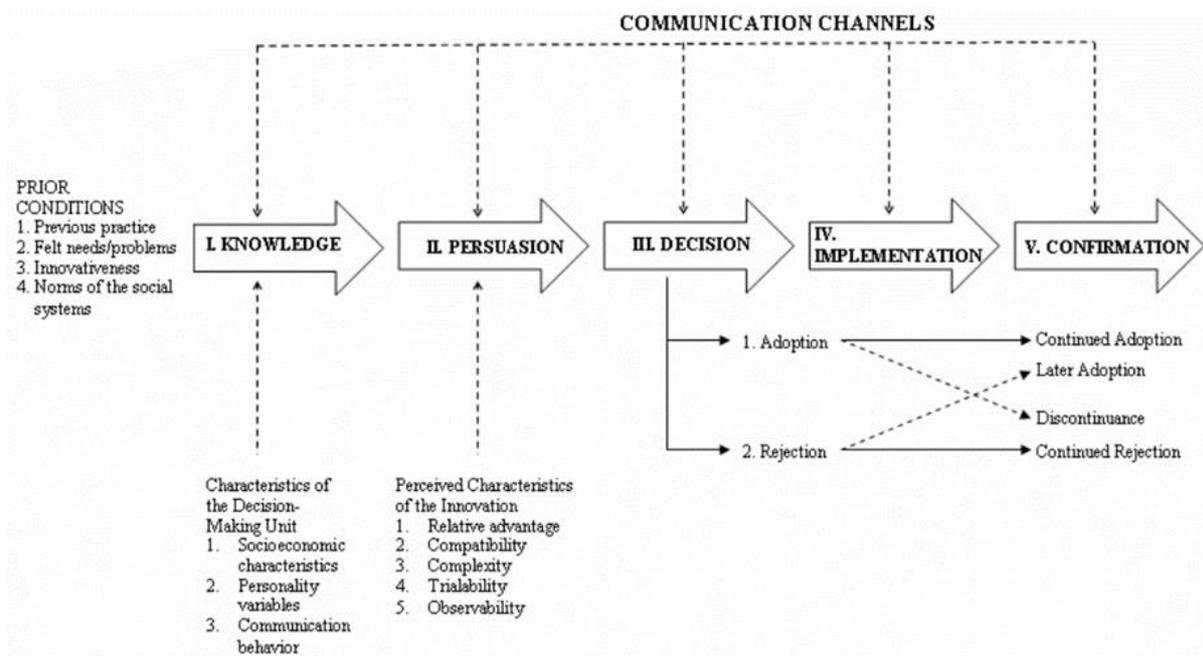 COMMUNICATION CHANNELS
PRIOR
CONDITIONS
1. Previous practice
2. Felt needs/problems
3. Innovativeness
4. Norms of the social
systems
I. KNOWLEDGE
II. PERSUASION
III. DECISION
IV.
IMPLEMENTATION
V. CONFIRMATION
1. Adoption
2. Rejection
Continued Adoption
Later Adoption
Discontinuance
Continued Rejection
Characteristics of
the Decision-
Making Unit
1. Socioeconomic
characteristics
2. Personality
variables
3. Communication
behavior
Perceived Characteristics
of the Innovation
1. Relative advantage
2. Compatibility
3. Complexity
4. Trialability
5. Observability